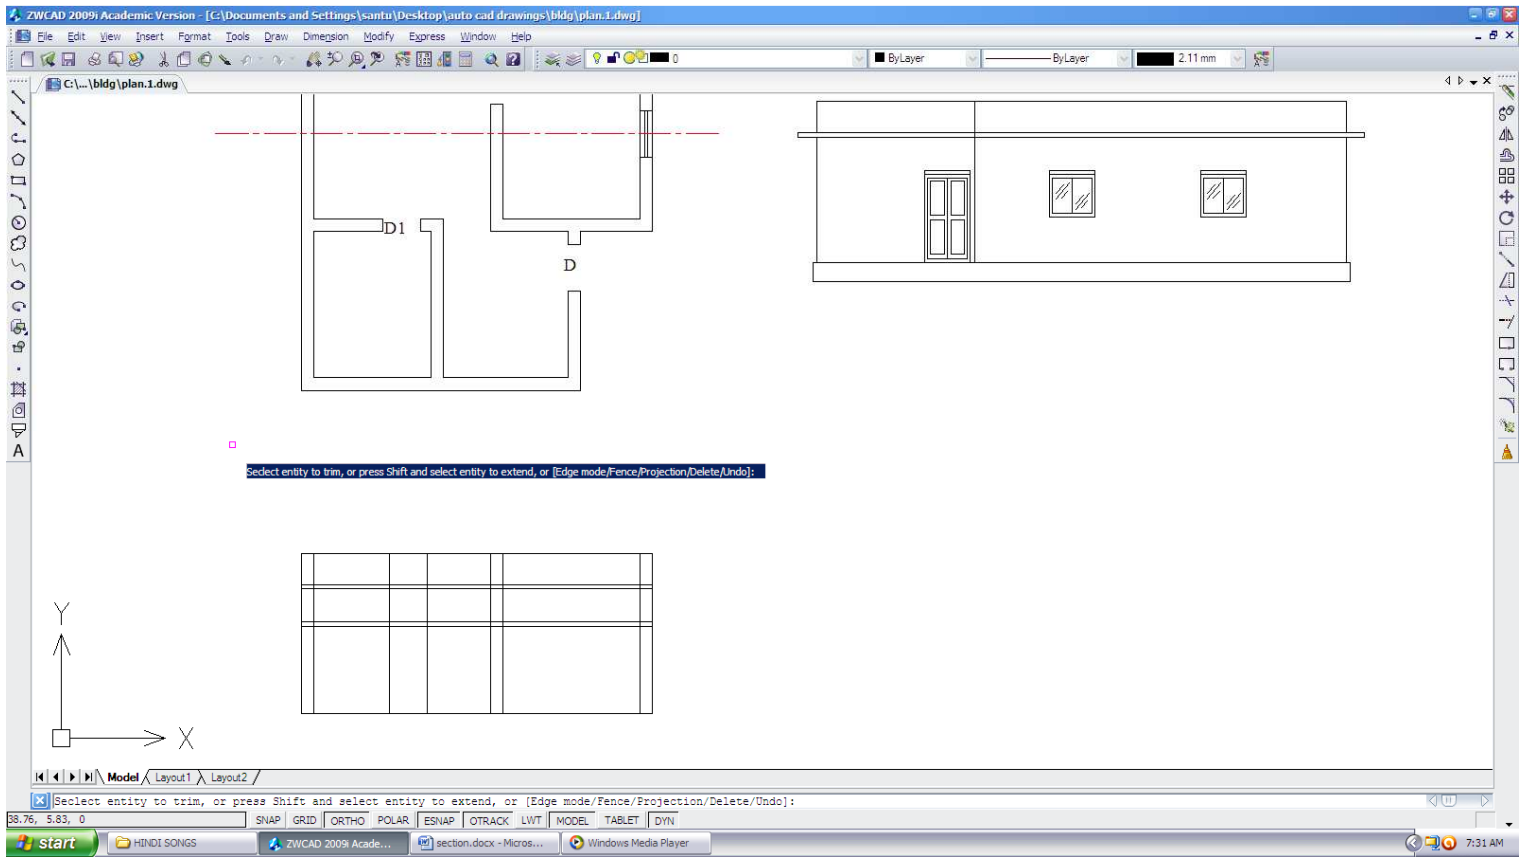 ZWCAD 2009i Academic Version - [C:\Documents and Settings\santu\Desktop\auto cad drawings\bldg\plan.1.dwg]
File Edit View Insert Format Tools Draw Dimension Modify Express Window Help
0 ByLayer ByLayer 2.11 mm
C:\...\bldg\plan.1.dwg
D1
D
A
Seclect entity to trim, or press Shift and select entity to extend, or [Edge mode/Fence/Projection/Delete/Undo]:
Y
X
Model Layout1 Layout2
Seclect entity to trim, or press Shift and select entity to extend, or [Edge mode/Fence/Projection/Delete/Undo]:
38.76, 5.83, 0 SNAP GRID ORTHO POLAR ESNAP OTRACK LWT MODEL TABLET DYN
start HINDI SONGS ZWCAD 2009i Acade... section.docx - Micros... Windows Media Player 7:31 AM